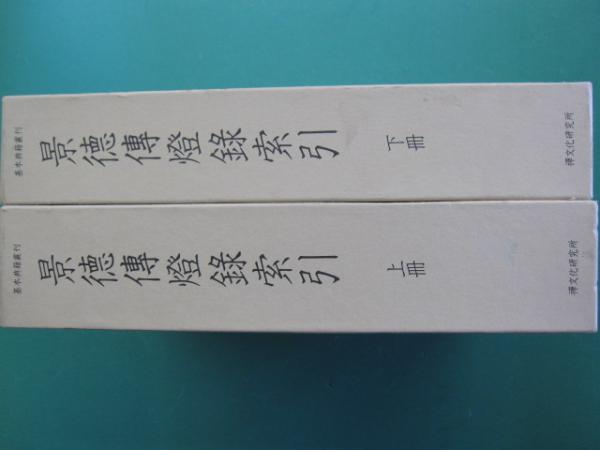 基本典籍叢刊
景德傳燈錄索引
下冊
禪文化研究所
基本典籍叢刊
景德傳燈錄索引
上冊
禪文化研究所